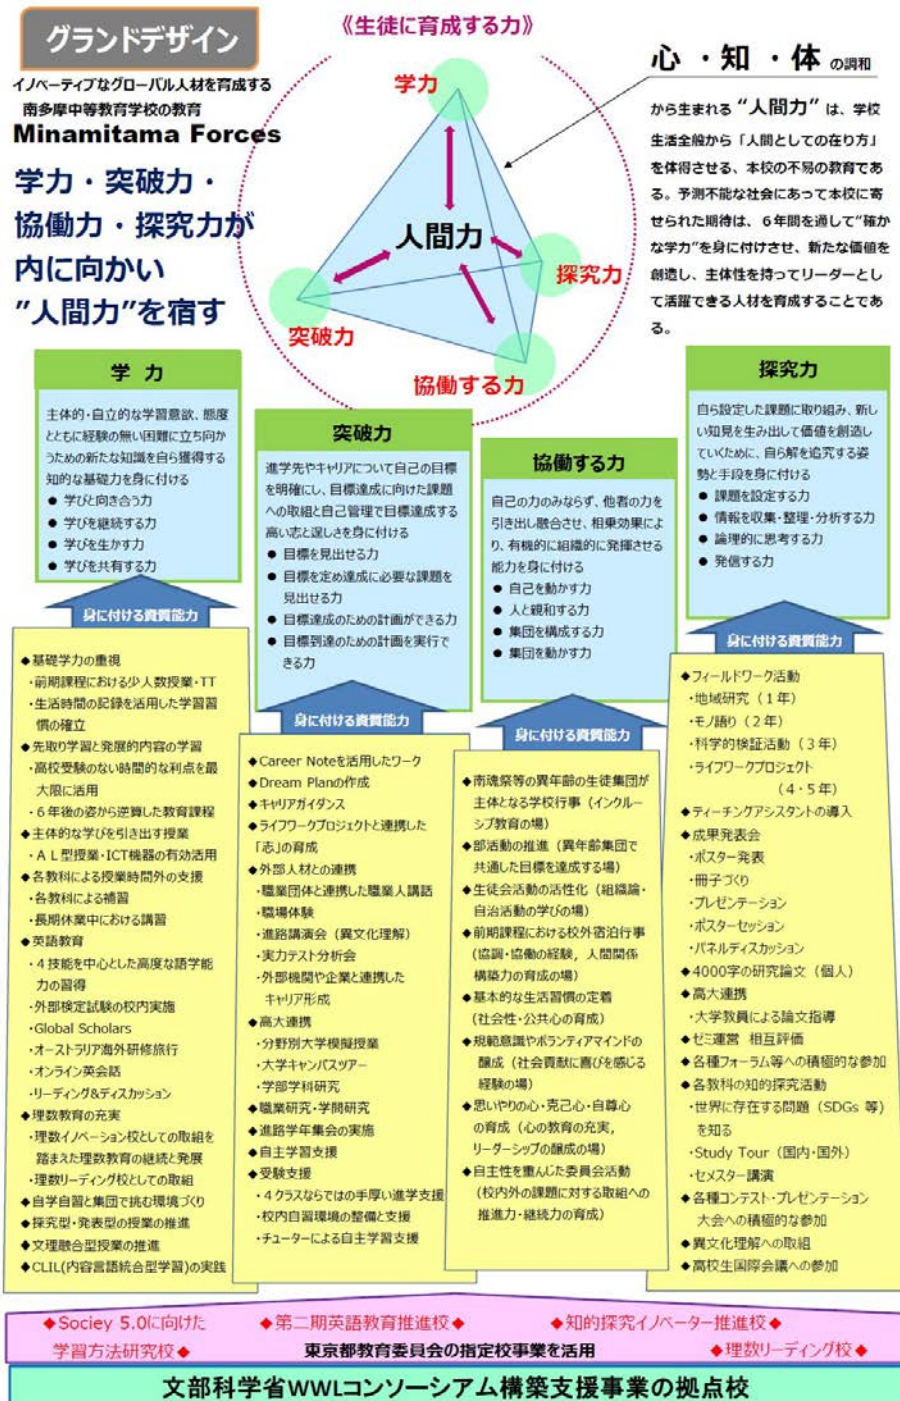 グランドデザイン
イノベーティブなグローバル人材を育成する
南多摩中等教育学校の教育
Minamitama Forces
学力・突破力・
協働力・探究力が
内に向かい
”人間力”を宿す
《生徒に育成する力》
学力
人間力
探究力
突破力
協働する力
心・知・体 の調和
から生まれる“人間力”は、学校
生活全般から「人間としての在り方」
を体得させる、本校の不易の教育であ
る。予測不能な社会にあって本校に寄
せられた期待は、6年間を通して“確か
な学力”を身に付けさせ、新たな価値を
創造し、主体性を持ってリーダーとし
て活躍できる人材を育成することであ
る。
学 力
主体的・自立的な学習意欲、態度
とともに経験の無い困難に立ち向か
うための新たな知識を自ら獲得する
知的な基礎力を身に付ける
● 学びと向き合う力
● 学びを継続する力
● 学びを生かす力
● 学びを共有する力
身に付ける資質能力
◆基礎学力の重視
・前期課程における少人数授業・TT
・生活時間の記録を活用した学習習
慣の確立
◆先取り学習と発展的内容の学習
・高校受験のない時間的な利点を最
大限に活用
・6年後の姿から逆算した教育課程
◆主体的な学びを引き出す授業
・AL型授業・ICT機器の有効活用
◆各教科による授業時間外の支援
・各教科による補習
・長期休業中における講習
◆英語教育
・4技能を中心とした高度な語学能
力の習得
・外部検定試験の校内実施
・Global Scholars
・オーストラリア海外研修旅行
・オンライン英会話
・リーディング&ディスカッション
◆理数教育の充実
・理数イノベーション校としての取組を
踏まえた理数教育の継続と発展
・理数リーディング校としての取組
◆自学自習と集団で挑む環境づくり
◆探究型・発表型の授業の推進
◆文理融合型授業の推進
◆CLIL(内容言語統合型学習)の実践
突破力
進学先やキャリアについて自己の目標
を明確にし、目標達成に向けた課題
への取組と自己管理で目標達成する
高い志と逞しさを身に付ける
● 目標を見出せる力
● 目標を定め達成に必要な課題を
見出せる力
● 目標達成のための計画ができる力
● 目標到達のための計画を実行で
きる力
身に付ける資質能力
◆Career Noteを活用したワーク
◆Dream Planの作成
◆キャリアガイダンス
◆ライフワークプロジェクトと連携した
「志」の育成
◆外部人材との連携
・職業団体と連携した職業人講話
・職場体験
・進路講演会（異文化理解）
・実力テスト分析会
・外部機関や企業と連携した
キャリア形成
◆高大連携
・分野別大学模擬授業
・大学キャンパスツアー
・学部学科研究
◆職業研究・学問研究
◆進路学年集会の実施
◆自主学習支援
◆受験支援
・4クラスならではの手厚い進学支援
・校内自習環境の整備と支援
・チューターによる自主学習支援
協働する力
自己の力のみならず、他者の力を
引き出し融合させ、相乗効果によ
り、有機的に組織的に発揮させる
能力を身に付ける
● 自己を動かす力
● 人と親和する力
● 集団を構成する力
● 集団を動かす力
身に付ける資質能力
◆南魂祭等の異年齢の生徒集団が
主体となる学校行事（インクルー
シブ教育の場）
◆部活動の推進（異年齢集団で
共通した目標を達成する場）
◆生徒会活動の活性化（組織論・
自治活動の学びの場）
◆前期課程における校外宿泊行事
（協調・協働の経験，人間関係
構築力の育成の場）
◆基本的な生活習慣の定着
（社会性・公共心の育成）
◆規範意識やボランティアマインドの
醸成（社会貢献に喜びを感じる
経験の場）
◆思いやりの心・克己心・自尊心
の育成（心の教育の充実，
リーダーシップの醸成の場）
◆自主性を重んじた委員会活動
（校内外の課題に対する取組への
推進力・継続力の育成）
探究力
自ら設定した課題に取り組み、新し
い知見を生み出して価値を創造し
ていくために、自ら解を追究する姿
勢と手段を身に付ける
● 課題を設定する力
● 情報を収集・整理・分析する力
● 論理的に思考する力
● 発信する力
身に付ける資質能力
◆フィールドワーク活動
・地域研究（1年）
・モノ語り（2年）
・科学的検証活動（3年）
・ライフワークプロジェクト
（4・5年）
◆ティーチングアシスタントの導入
◆成果発表会
・ポスター発表
・冊子づくり
・プレゼンテーション
・ポスターセッション
・パネルディスカッション
◆4000字の研究論文（個人）
◆高大連携
・大学教員による論文指導
◆ゼミ運営 相互評価
◆各種フォーラム等への積極的な参加
◆各教科の知的探究活動
・世界に存在する問題（SDGs 等）
を知る
・Study Tour（国内・国外）
・セメスター講演
◆各種コンテスト・プレゼンテーション
大会への積極的な参加
◆異文化理解への取組
◆高校生国際会議への参加
◆Sociey 5.0に向けた
学習方法研究校◆
◆第二期英語教育推進校◆
◆知的探究イノベーター推進校◆
東京都教育委員会の指定校事業を活用
◆理数リーディング校◆
文部科学省WWLコンソーシアム構築支援事業の拠点校